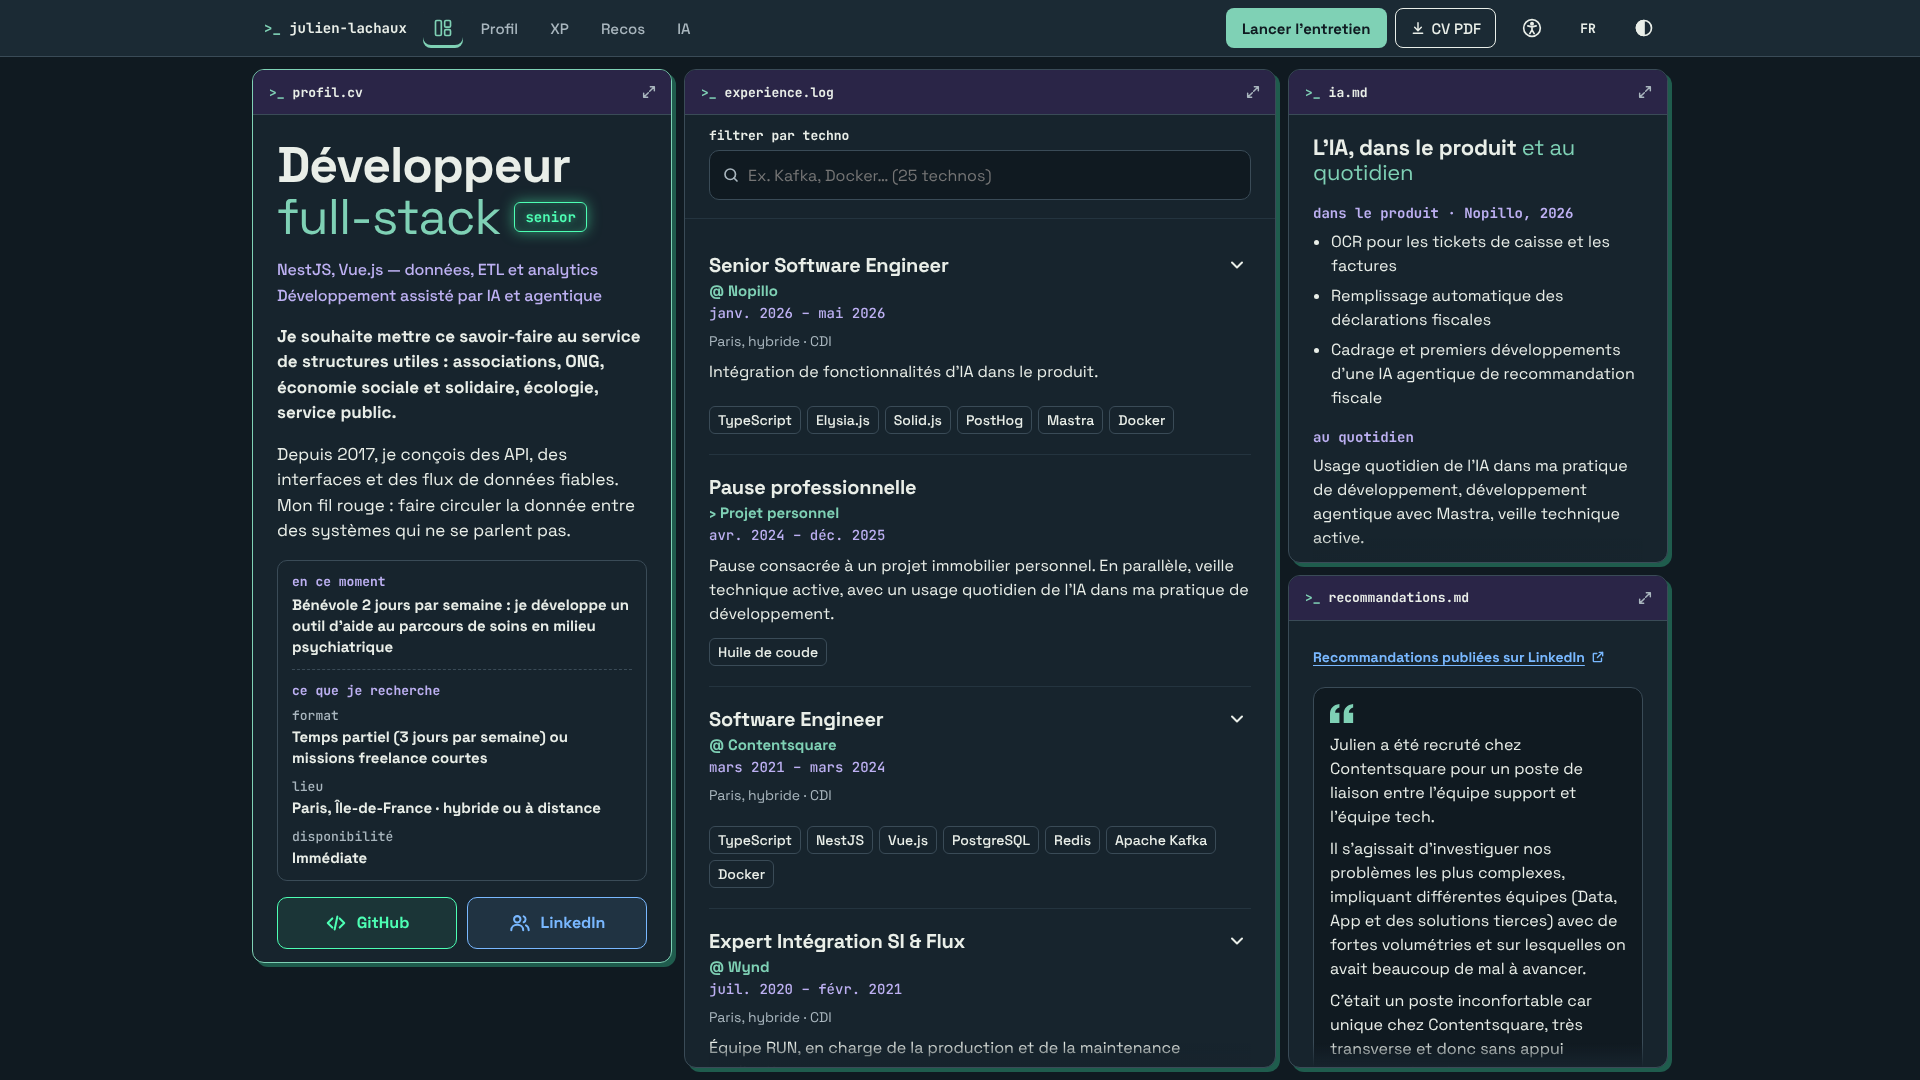 >_ julien-lachaux
Profil
XP
Recos
IA
Lancer l'entretien
CV PDF
FR
>_ profil.cv
Développeur
full-stack senior
NestJS, Vue.js — données, ETL et analytics
Développement assisté par IA et agentique
Je souhaite mettre ce savoir-faire au service
de structures utiles : associations, ONG,
économie sociale et solidaire, écologie,
service public.
Depuis 2017, je conçois des API, des
interfaces et des flux de données fiables.
Mon fil rouge : faire circuler la donnée entre
des systèmes qui ne se parlent pas.
en ce moment
Bénévole 2 jours par semaine : je développe un
outil d'aide au parcours de soins en milieu
psychiatrique
ce que je recherche
format
Temps partiel (3 jours par semaine) ou
missions freelance courtes
lieu
Paris, Île-de-France · hybride ou à distance
disponibilité
Immédiate
GitHub
LinkedIn
>_ experience.log
filtrer par techno
Ex. Kafka, Docker… (25 technos)
Senior Software Engineer
@ Nopillo
janv. 2026 – mai 2026
Paris, hybride · CDI
Intégration de fonctionnalités d'IA dans le produit.
TypeScript
Elysia.js
Solid.js
PostHog
Mastra
Docker
Pause professionnelle
> Projet personnel
avr. 2024 – déc. 2025
Pause consacrée à un projet immobilier personnel. En parallèle, veille
technique active, avec un usage quotidien de l'IA dans ma pratique de
développement.
Huile de coude
Software Engineer
@ Contentsquare
mars 2021 – mars 2024
Paris, hybride · CDI
TypeScript
NestJS
Vue.js
PostgreSQL
Redis
Apache Kafka
Docker
Expert Intégration SI & Flux
@ Wynd
juil. 2020 – févr. 2021
Paris, hybride · CDI
Équipe RUN, en charge de la production et de la maintenance
>_ ia.md
L'IA, dans le produit et au
quotidien
dans le produit · Nopillo, 2026
• OCR pour les tickets de caisse et les
factures
• Remplissage automatique des
déclarations fiscales
• Cadrage et premiers développements
d'une IA agentique de recommandation
fiscale
au quotidien
Usage quotidien de l'IA dans ma pratique
de développement, développement
agentique avec Mastra, veille technique
active.
>_ recommandations.md
Recommandations publiées sur LinkedIn
Julien a été recruté chez
Contentsquare pour un poste de
liaison entre l'équipe support et
l'équipe tech.
Il s'agissait d'investiguer nos
problèmes les plus complexes,
impliquant différentes équipes (Data,
App et des solutions tierces) avec de
fortes volumétries et sur lesquelles on
avait beaucoup de mal à avancer.
C'était un poste inconfortable car
unique chez Contentsquare, très
transverse et donc sans appui